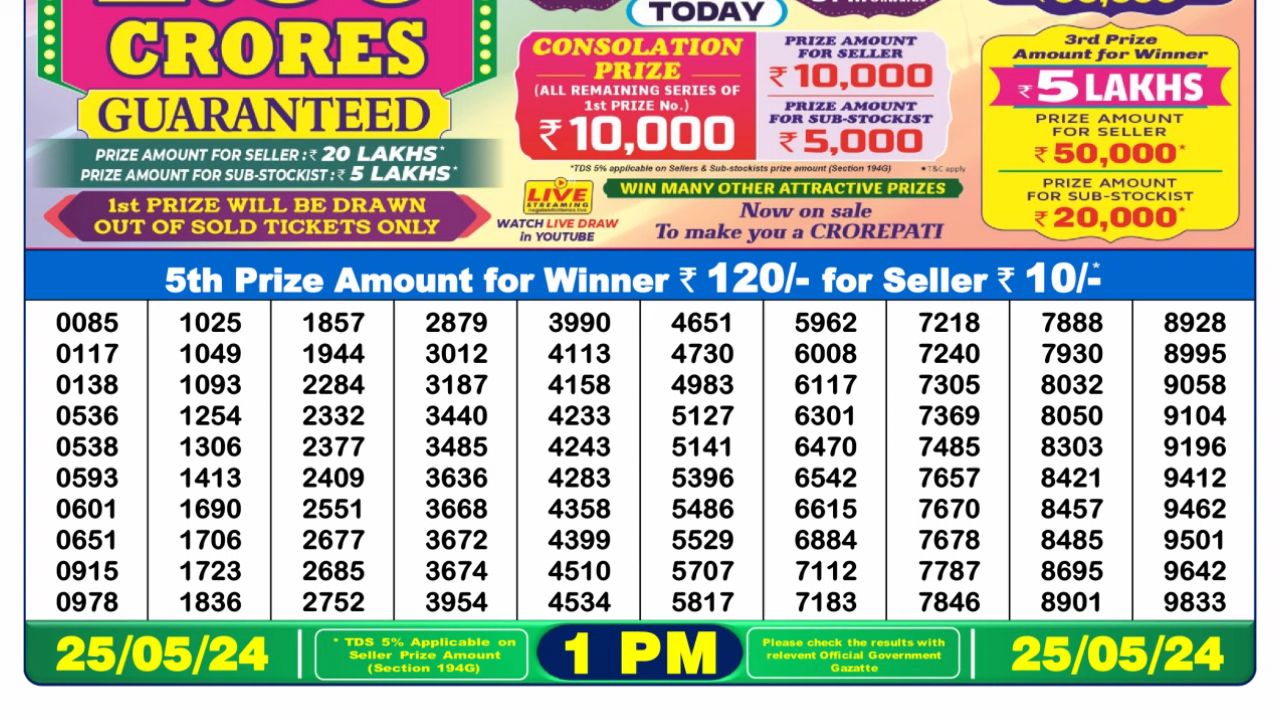 CRORES
GUARANTEED
PRIZE AMOUNT FOR SELLER :₹ 20 LAKHS*
PRIZE AMOUNT FOR SUB-STOCKIST :₹ 5 LAKHS*
1st PRIZE WILL BE DRAWN
OUT OF SOLD TICKETS ONLY
TODAY
CONSOLATION
PRIZE
(ALL REMAINING SERIES OF
1st PRIZE No.)
₹ 10,000
PRIZE AMOUNT
FOR SELLER
₹ 10,000
PRIZE AMOUNT
FOR SUB-STOCKIST
₹ 5,000
*TDS 5% applicable on Sellers & Sub-stockists prize amount (Section 194G)
*T&C apply
LIVE
STREAMING
WATCH LIVE DRAW
in YOUTUBE
WIN MANY OTHER ATTRACTIVE PRIZES
Now on sale
To make you a CROREPATI
3rd Prize
Amount for Winner
₹ 5 LAKHS
PRIZE AMOUNT
FOR SELLER
₹ 50,000*
PRIZE AMOUNT
FOR SUB-STOCKIST
₹ 20,000*
5th Prize Amount for Winner ₹ 120/- for Seller ₹ 10/-*
0085 1025 1857 2879 3990 4651 5962 7218 7888 8928
0117 1049 1944 3012 4113 4730 6008 7240 7930 8995
0138 1093 2284 3187 4158 4983 6117 7305 8032 9058
0536 1254 2332 3440 4233 5127 6301 7369 8050 9104
0538 1306 2377 3485 4243 5141 6470 7485 8303 9196
0593 1413 2409 3636 4283 5396 6542 7657 8421 9412
0601 1690 2551 3668 4358 5486 6615 7670 8457 9462
0651 1706 2677 3672 4399 5529 6884 7678 8485 9501
0915 1723 2685 3674 4510 5707 7112 7787 8695 9642
0978 1836 2752 3954 4534 5817 7183 7846 8901 9833
25/05/24
* TDS 5% Applicable on
Seller Prize Amount
(Section 194G)
1 PM
Please check the results with
relevent Official Government
Gazatte
25/05/24